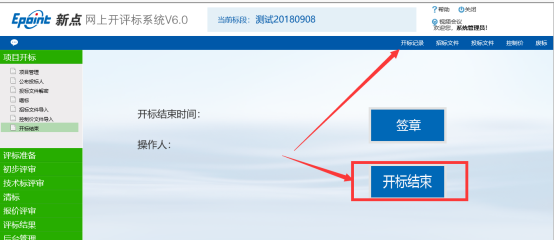 Epoint 新点 网上开评标系统V6.0
当前标段: 测试20180908
帮助 关闭
视频会议
欢迎您, 系统管理员!
开标记录 招标文件 投标文件 控制价 废标
项目开标
项目管理
公布投标人
投标文件解密
唱标
招标文件导入
控制价文件导入
开标结束
评标准备
初步评审
技术标评审
清标
报价评审
评标结果
后台管理
开标结束时间:
签章
操作人:
开标结束